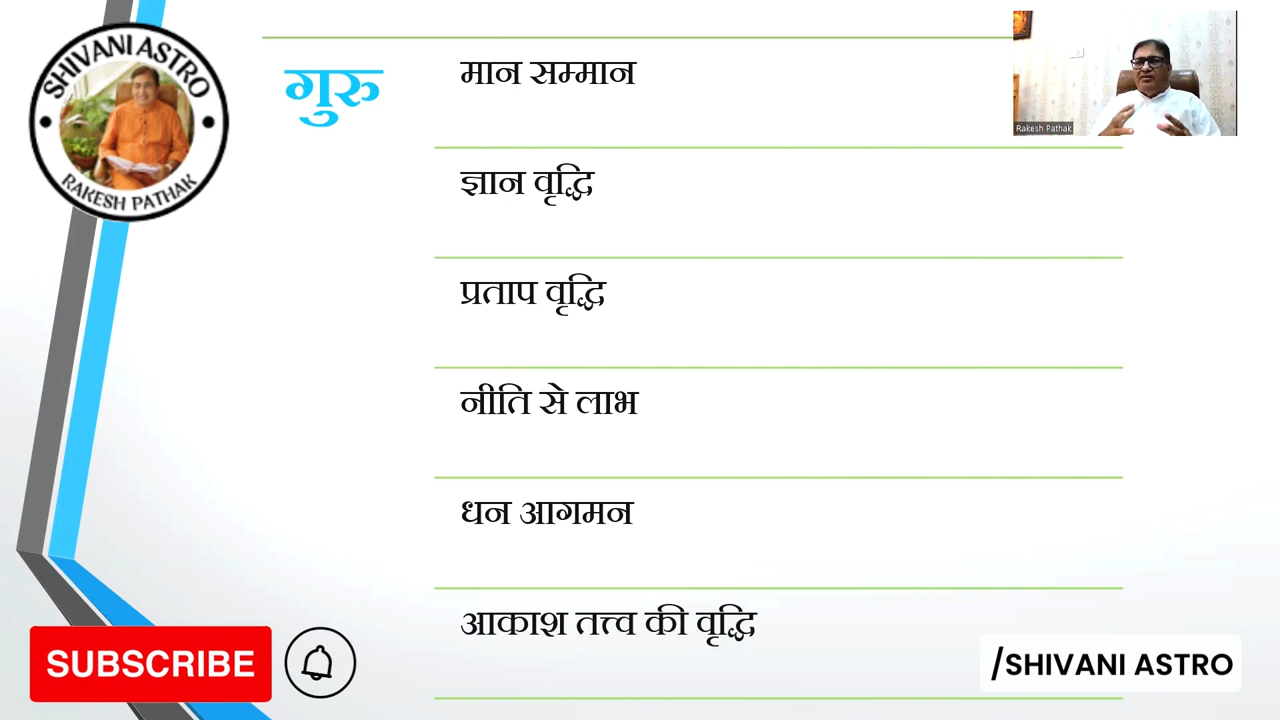 SHIVANI ASTRO
RAKESH PATHAK
गुरु
मान सम्मान
Rakesh Pathak
ज्ञान वृद्धि
प्रताप वृद्धि
नीति से लाभ
धन आगमन
आकाश तत्त्व की वृद्धि
SUBSCRIBE
/SHIVANI ASTRO